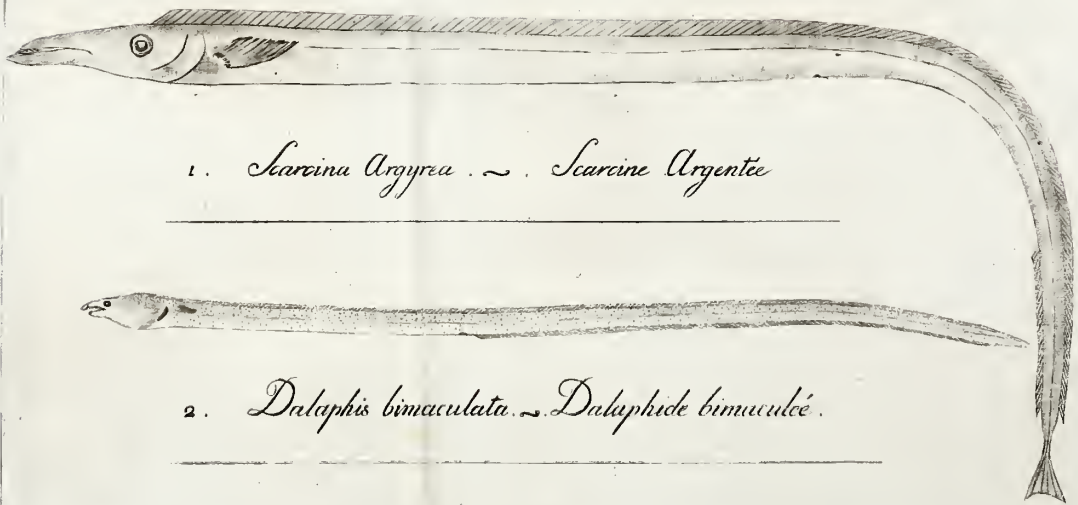 1. Scarcina Argyrea. ~. Scarcine Argentée
2. Dalaphis bimaculata. ~. Dalaphide bimaculée.